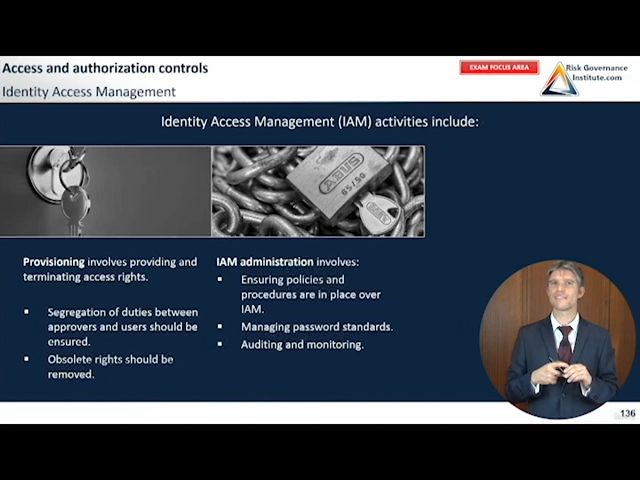 Access and authorization controls
EXAM FOCUS AREA
Risk Governance
Institute.com
Identity Access Management
Identity Access Management (IAM) activities include:
ABUS
85/50
Provisioning involves providing and
terminating access rights.
▪ Segregation of duties between
approvers and users should be
ensured.
▪ Obsolete rights should be
removed.
IAM administration involves:
▪ Ensuring policies and
procedures are in place over
IAM.
▪ Managing password standards.
▪ Auditing and monitoring.
136